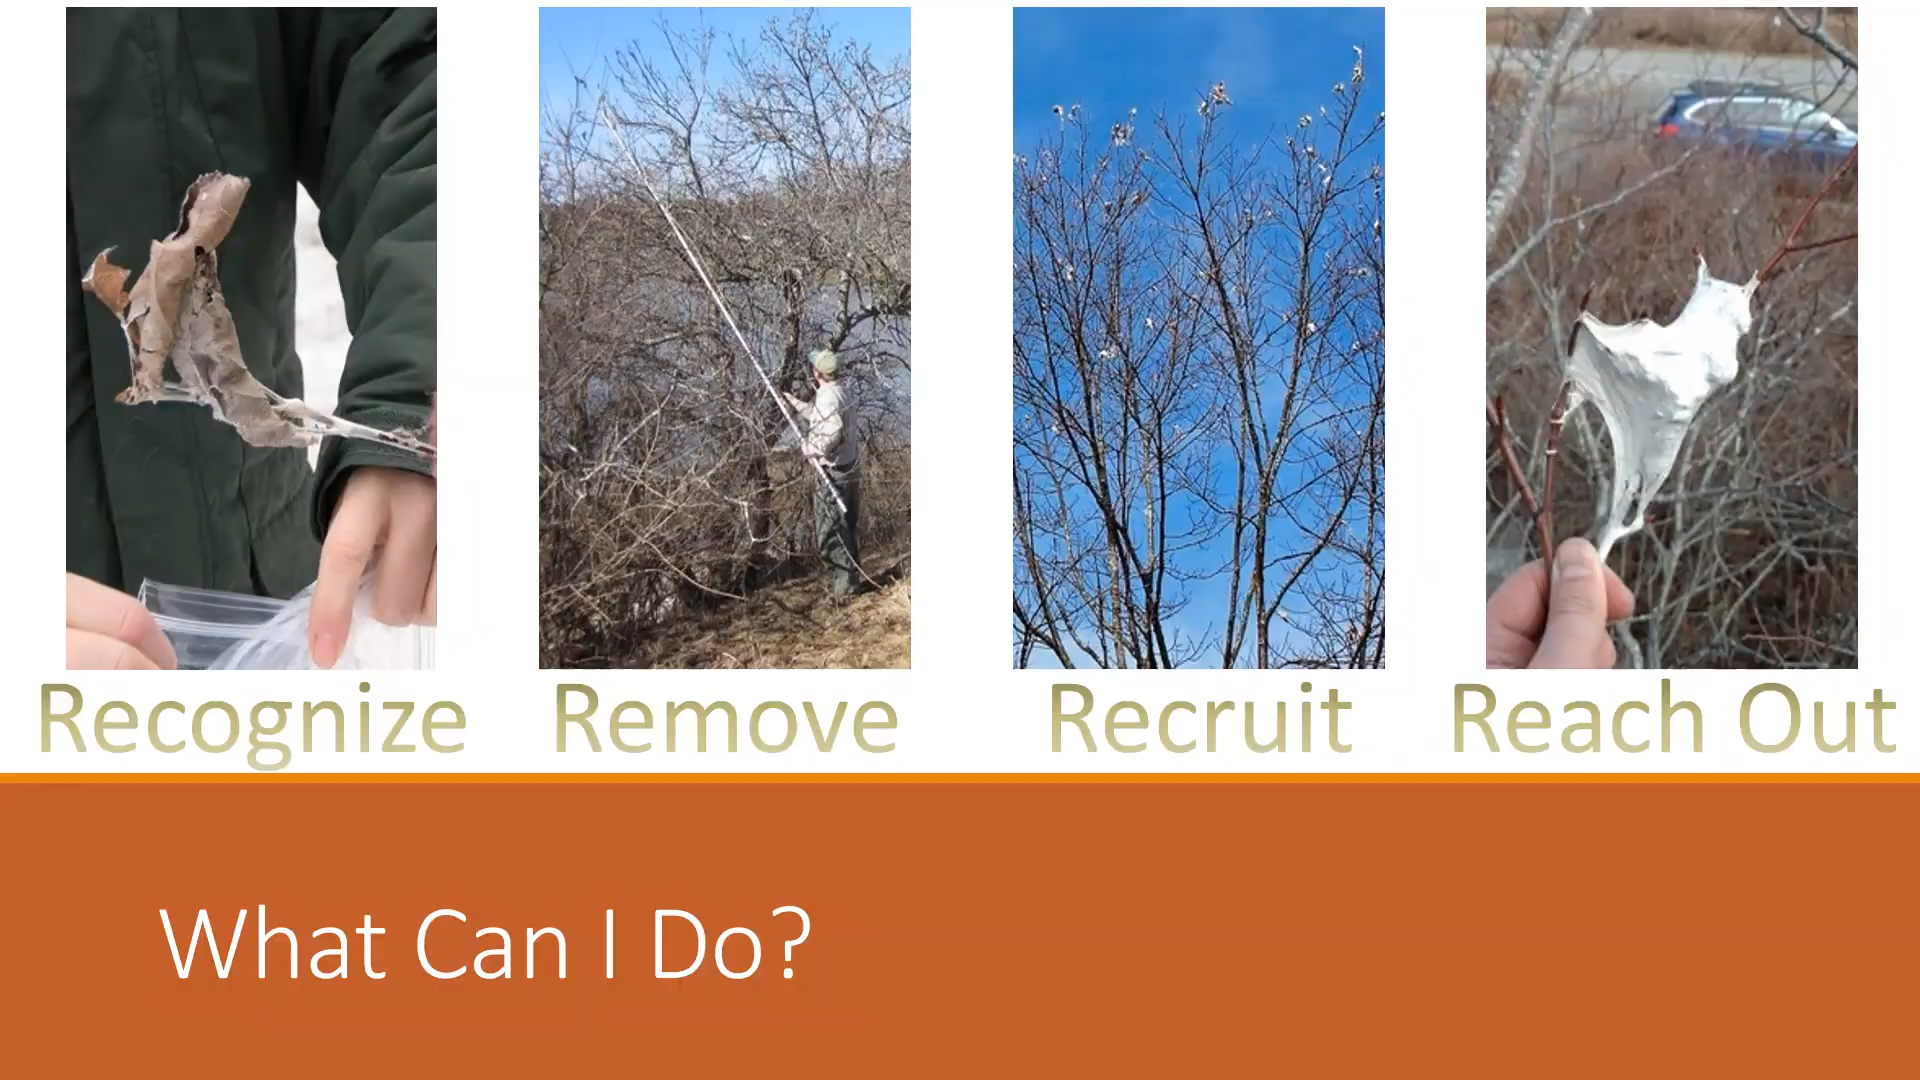 Recognize
Remove
Recruit
Reach Out
What Can I Do?